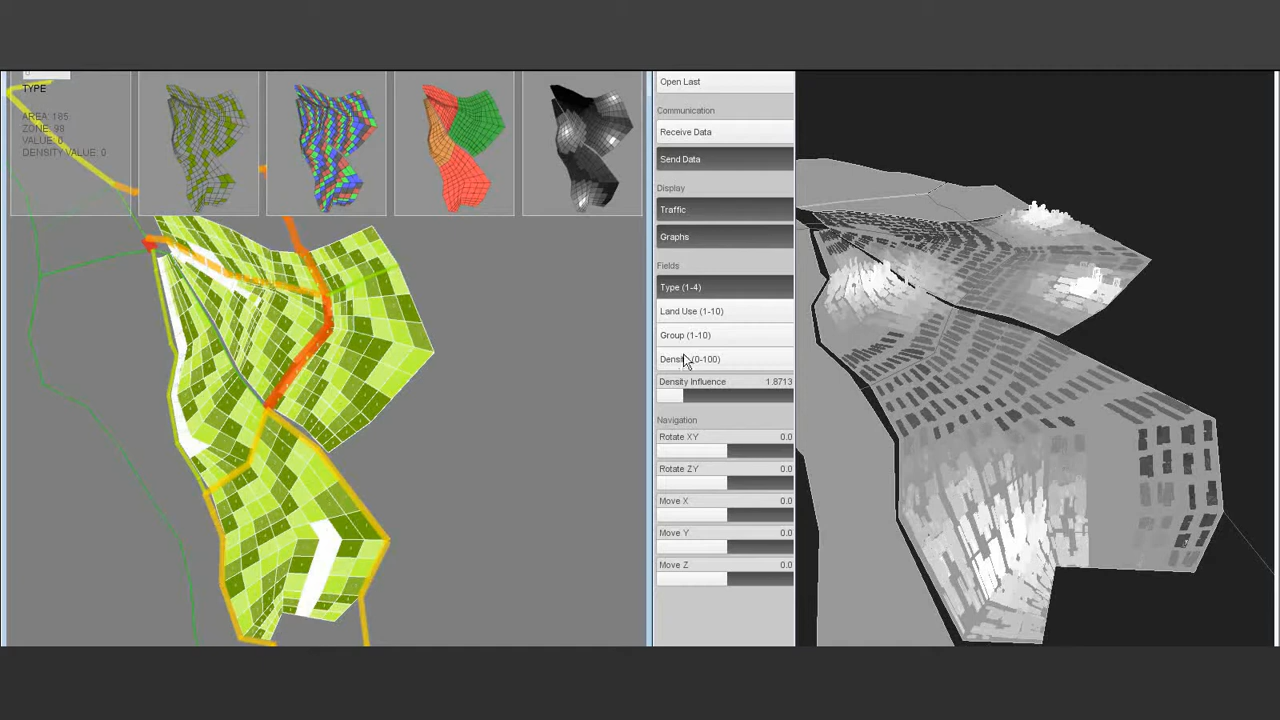 TYPE
AREA: 185
ZONE: 98
VALUE: 0
DENSITY VALUE: 0
Open Last
Communication
Receive Data
Send Data
Display
Traffic
Graphs
Fields
Type (1-4)
Land Use (1-10)
Group (1-10)
Density (0-100)
Density Influence 1.8713
Navigation
Rotate XY 0.0
Rotate ZY 0.0
Move X 0.0
Move Y 0.0
Move Z 0.0